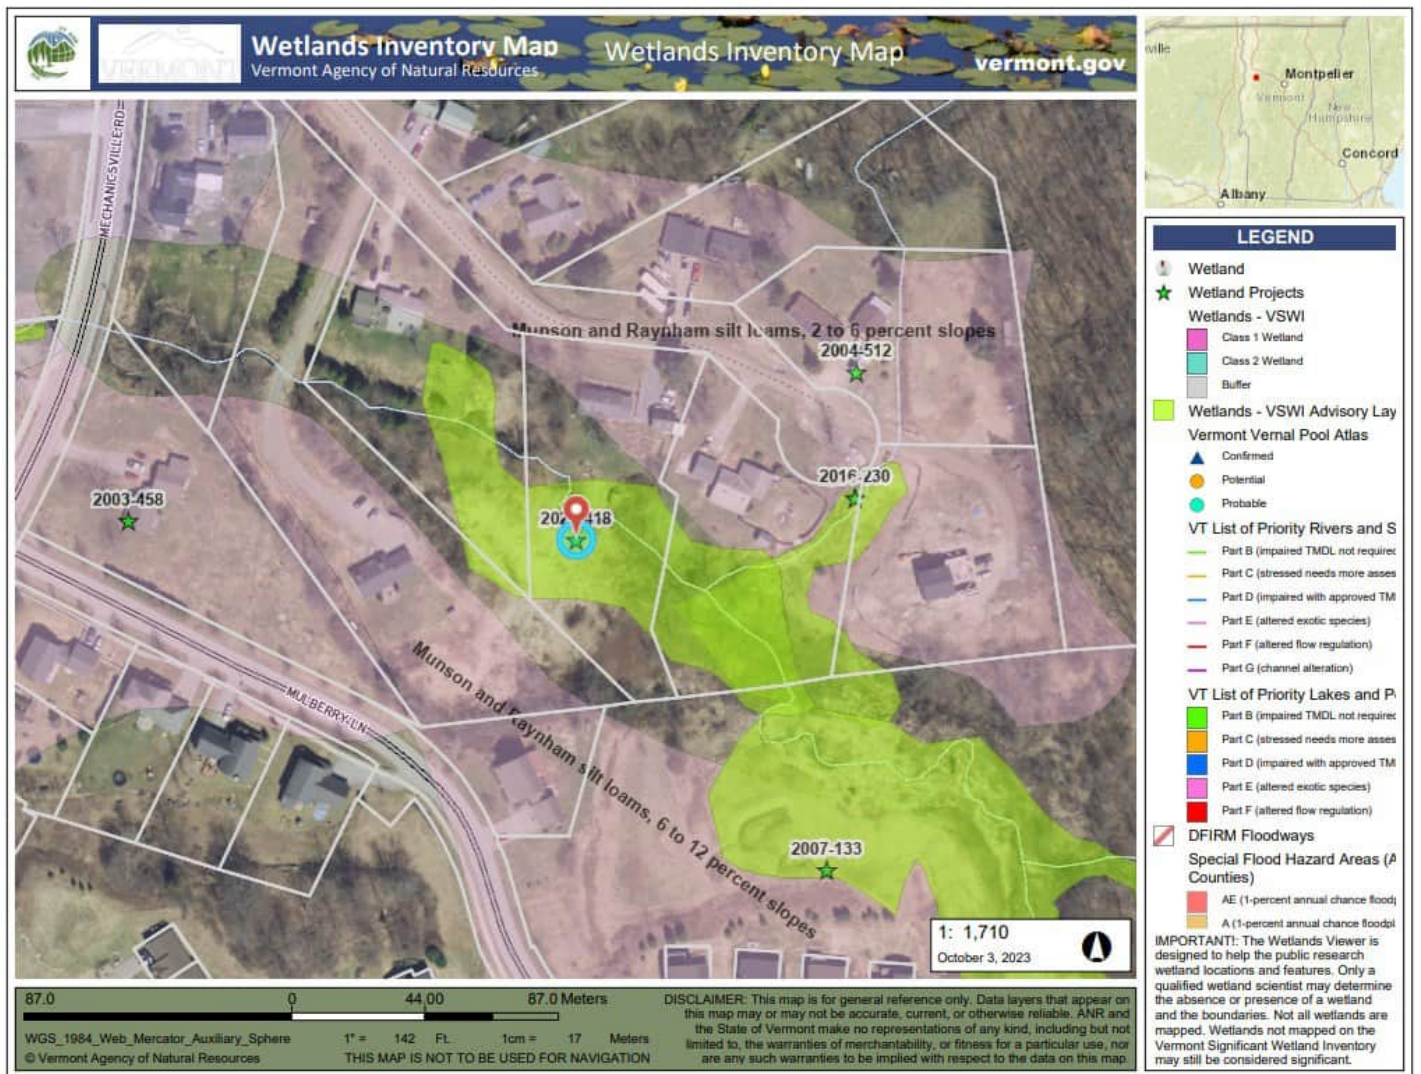 Wetlands Inventory Map
Vermont Agency of Natural Resources
Wetlands Inventory Map
vermont.gov
VERMONT
ville
Montpelier
Vermont
New
Hampshire
Concord
Albany
MECHANICSVILLE RD
Munson and Raynham silt loams, 2 to 6 percent slopes
2004-512
2016-230
2003-458
418
Munson and Raynham silt loams, 6 to 12 percent slopes
MULBERRY LN
2007-133
1: 1,710
October 3, 2023
LEGEND
Wetland
Wetland Projects
Wetlands - VSWI
Class 1 Wetland
Class 2 Wetland
Buffer
Wetlands - VSWI Advisory Lay
Vermont Vernal Pool Atlas
Confirmed
Potential
Probable
VT List of Priority Rivers and S
Part B (impaired TMDL not required
Part C (stressed needs more asses
Part D (impaired with approved TM
Part E (altered exotic species)
Part F (altered flow regulation)
Part G (channel alteration)
VT List of Priority Lakes and P
Part B (impaired TMDL not required
Part C (stressed needs more asses
Part D (impaired with approved TM
Part E (altered exotic species)
Part F (altered flow regulation)
DFIRM Floodways
Special Flood Hazard Areas (A
Counties)
AE (1-percent annual chance floodp
A (1-percent annual chance floodpl
IMPORTANT!: The Wetlands Viewer is
designed to help the public research
wetland locations and features. Only a
qualified wetland scientist may determine
the absence or presence of a wetland
and the boundaries. Not all wetlands are
mapped. Wetlands not mapped on the
Vermont Significant Wetland Inventory
may still be considered significant.
87.0 0 44.00 87.0 Meters
WGS_1984_Web_Mercator_Auxiliary_Sphere
1" = 142 Ft. 1cm = 17 Meters
© Vermont Agency of Natural Resources
THIS MAP IS NOT TO BE USED FOR NAVIGATION
DISCLAIMER: This map is for general reference only. Data layers that appear on
this map may or may not be accurate, current, or otherwise reliable. ANR and
the State of Vermont make no representations of any kind, including but not
limited to, the warranties of merchantability, or fitness for a particular use, nor
are any such warranties to be implied with respect to the data on this map.